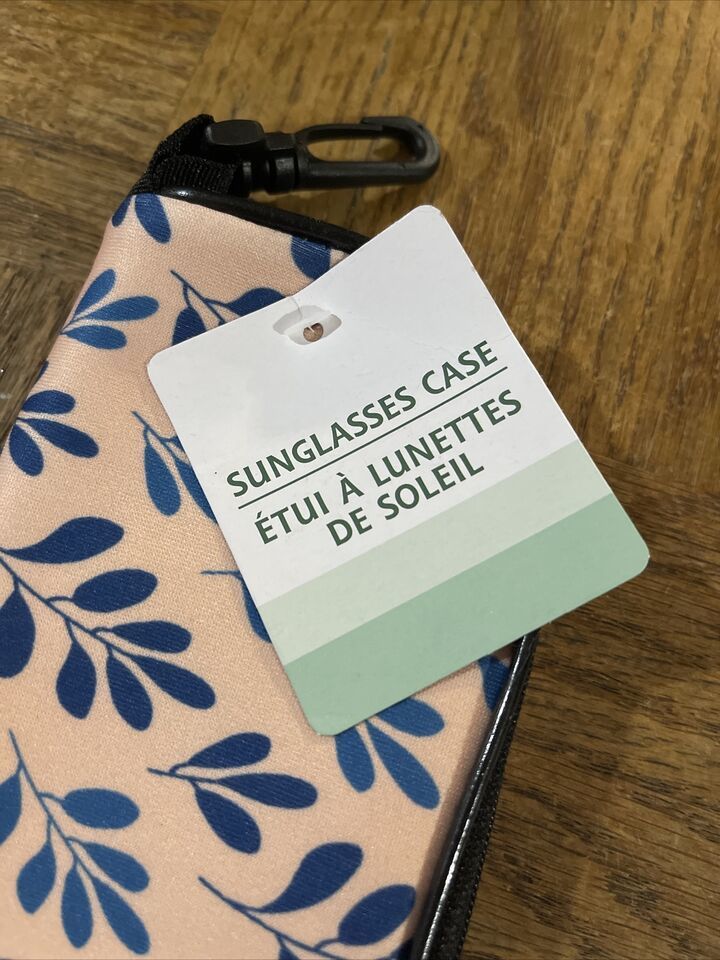 SUNGLASSES CASE
ÉTUI À LUNETTES
DE SOLEIL